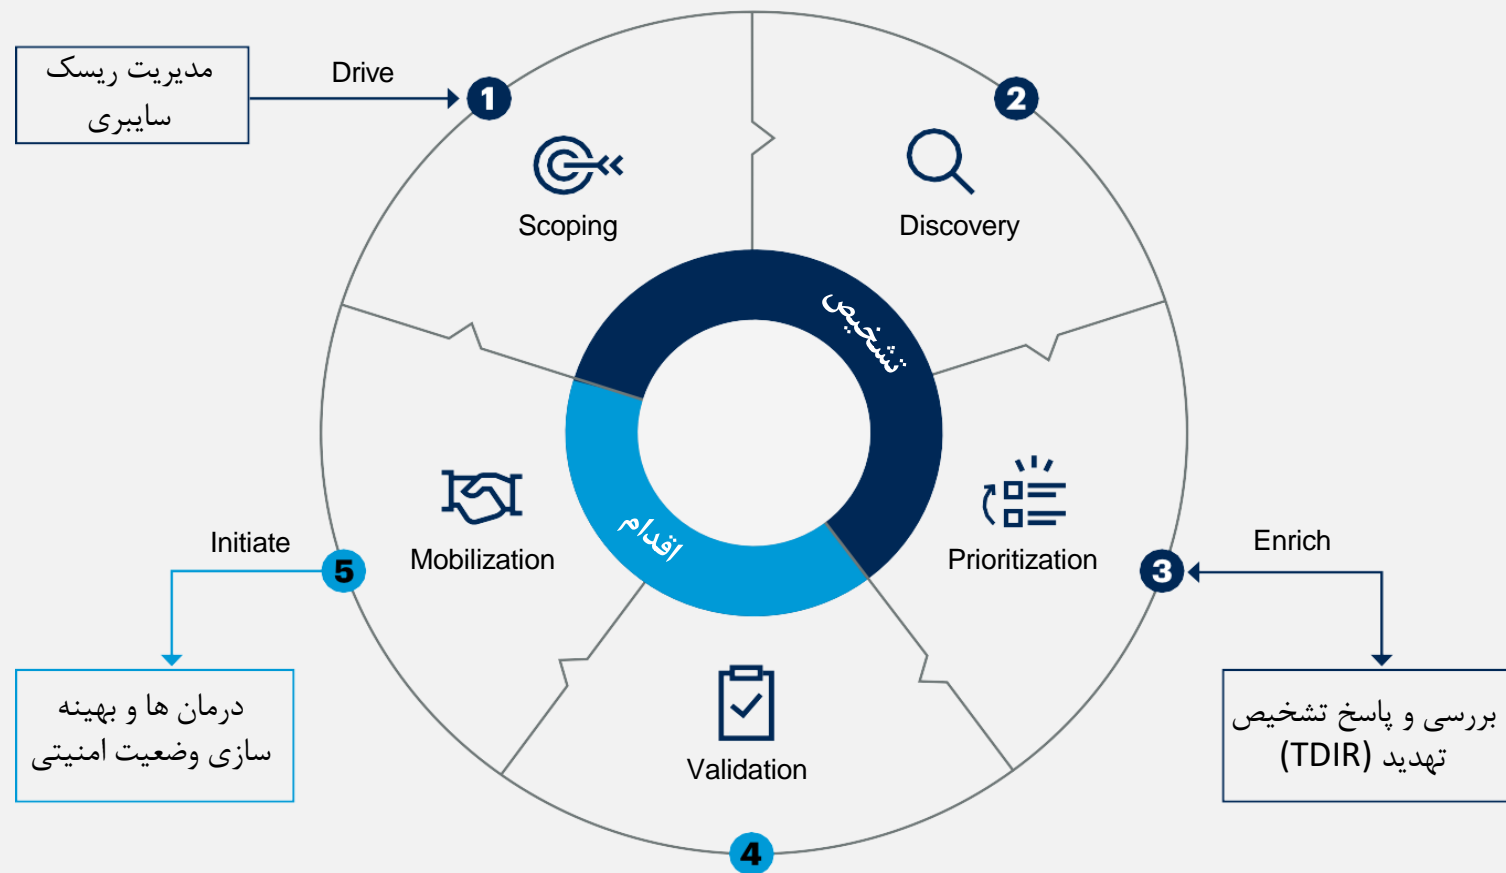 مدیریت ریسک
سایبری
Drive
1
2
Scoping
Discovery
تشخیص
اقدام
Mobilization
Prioritization
Initiate
5
3
Enrich
درمان ها و بهینه
سازی وضعیت امنیتی
Validation
4
بررسی و پاسخ تشخیص
تهدید (TDIR)